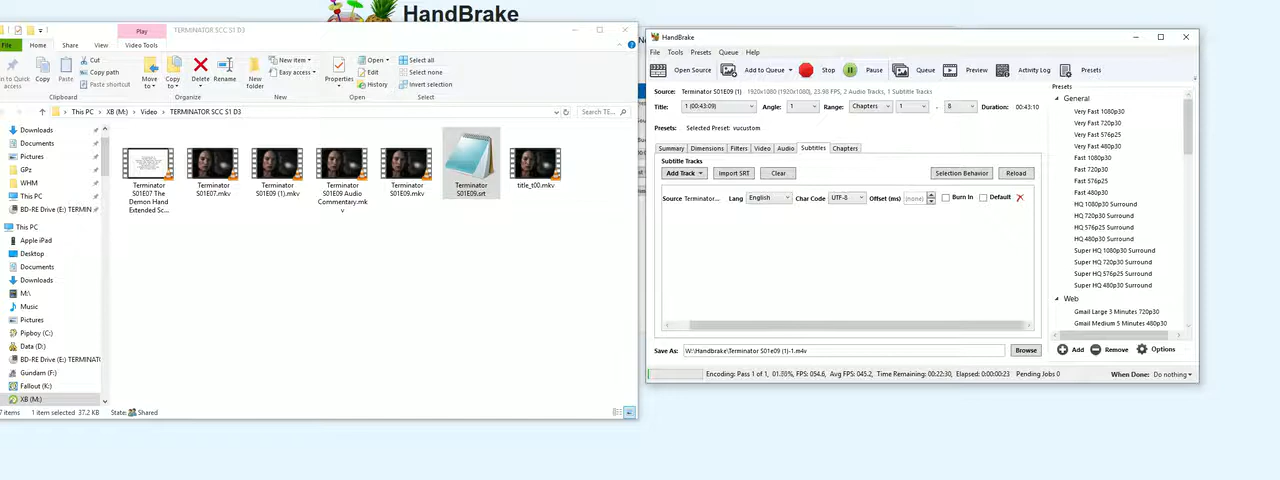 HandBrake
Play
TERMINATOR SCC S1 D3
File
Home
Share
View
Video Tools
Pin to Quick
Access
Copy
Paste
Cut
Copy path
Paste shortcut
Clipboard
Move
to
Copy
to
Delete
Rename
Organize
New
folder
New item
Easy access
New
Properties
Open
Edit
History
Open
Select all
Select none
Invert selection
Select
This PC > XB (M:) > Video > TERMINATOR SCC S1 D3
Search TE...
Downloads
Documents
Pictures
GPz
WHM
This PC
BD-RE Drive (E:) TERMIN
This PC
Apple iPad
Desktop
Documents
Downloads
M:\
Music
Pictures
Pipboy (C:)
Data (D:)
BD-RE Drive (E:) TERMINAT
Gundam (F:)
Fallout (K:)
XB (M:)
Terminator
S01E07 The
Demon Hand
Extended Sc...
Terminator
S01E07.mkv
Terminator
S01E09 (1).mkv
Terminator
S01E09 Audio
Commentary.mk
v
Terminator
S01E09.mkv
Terminator
S01E09.srt
title_t00.mkv
7 items
1 item selected 37.2 KB
State: Shared
HandBrake
File Tools Presets Queue Help
Open Source
Add to Queue
Stop
Pause
Queue
Preview
Activity Log
Presets
Source: Terminator S01E09 (1) 1920x1080 (1920x1080), 23.98 FPS, 2 Audio Tracks, 1 Subtitle Tracks
Title: 1 (00:43:09) Angle: 1 Range: Chapters 1 - 8 Duration: 00:43:10
Presets: Selected Preset: vucustom
Summary Dimensions Filters Video Audio Subtitles Chapters
Subtitle Tracks
Add Track
Import SRT
Clear
Selection Behavior
Reload
Source Terminator... Lang English Char Code UTF-8 Offset (ms) (none) Burn In Default
Save As: W:\Handbrake\Terminator S01e09 (1)-1.m4v
Browse
Encoding: Pass 1 of 1, FPS: 054.6, Avg FPS: 045.2, Time Remaining: 00:22:30, Elapsed: 0:00:00:23 Pending Jobs 0
When Done: Do nothing
Presets
General
Very Fast 1080p30
Very Fast 720p30
Very Fast 576p25
Very Fast 480p30
Fast 1080p30
Fast 720p30
Fast 576p25
Fast 480p30
HQ 1080p30 Surround
HQ 720p30 Surround
HQ 576p25 Surround
HQ 480p30 Surround
Super HQ 1080p30 Surround
Super HQ 720p30 Surround
Super HQ 576p25 Surround
Super HQ 480p30 Surround
Web
Gmail Large 3 Minutes 720p30
Gmail Medium 5 Minutes 480p30
Add
Remove
Options